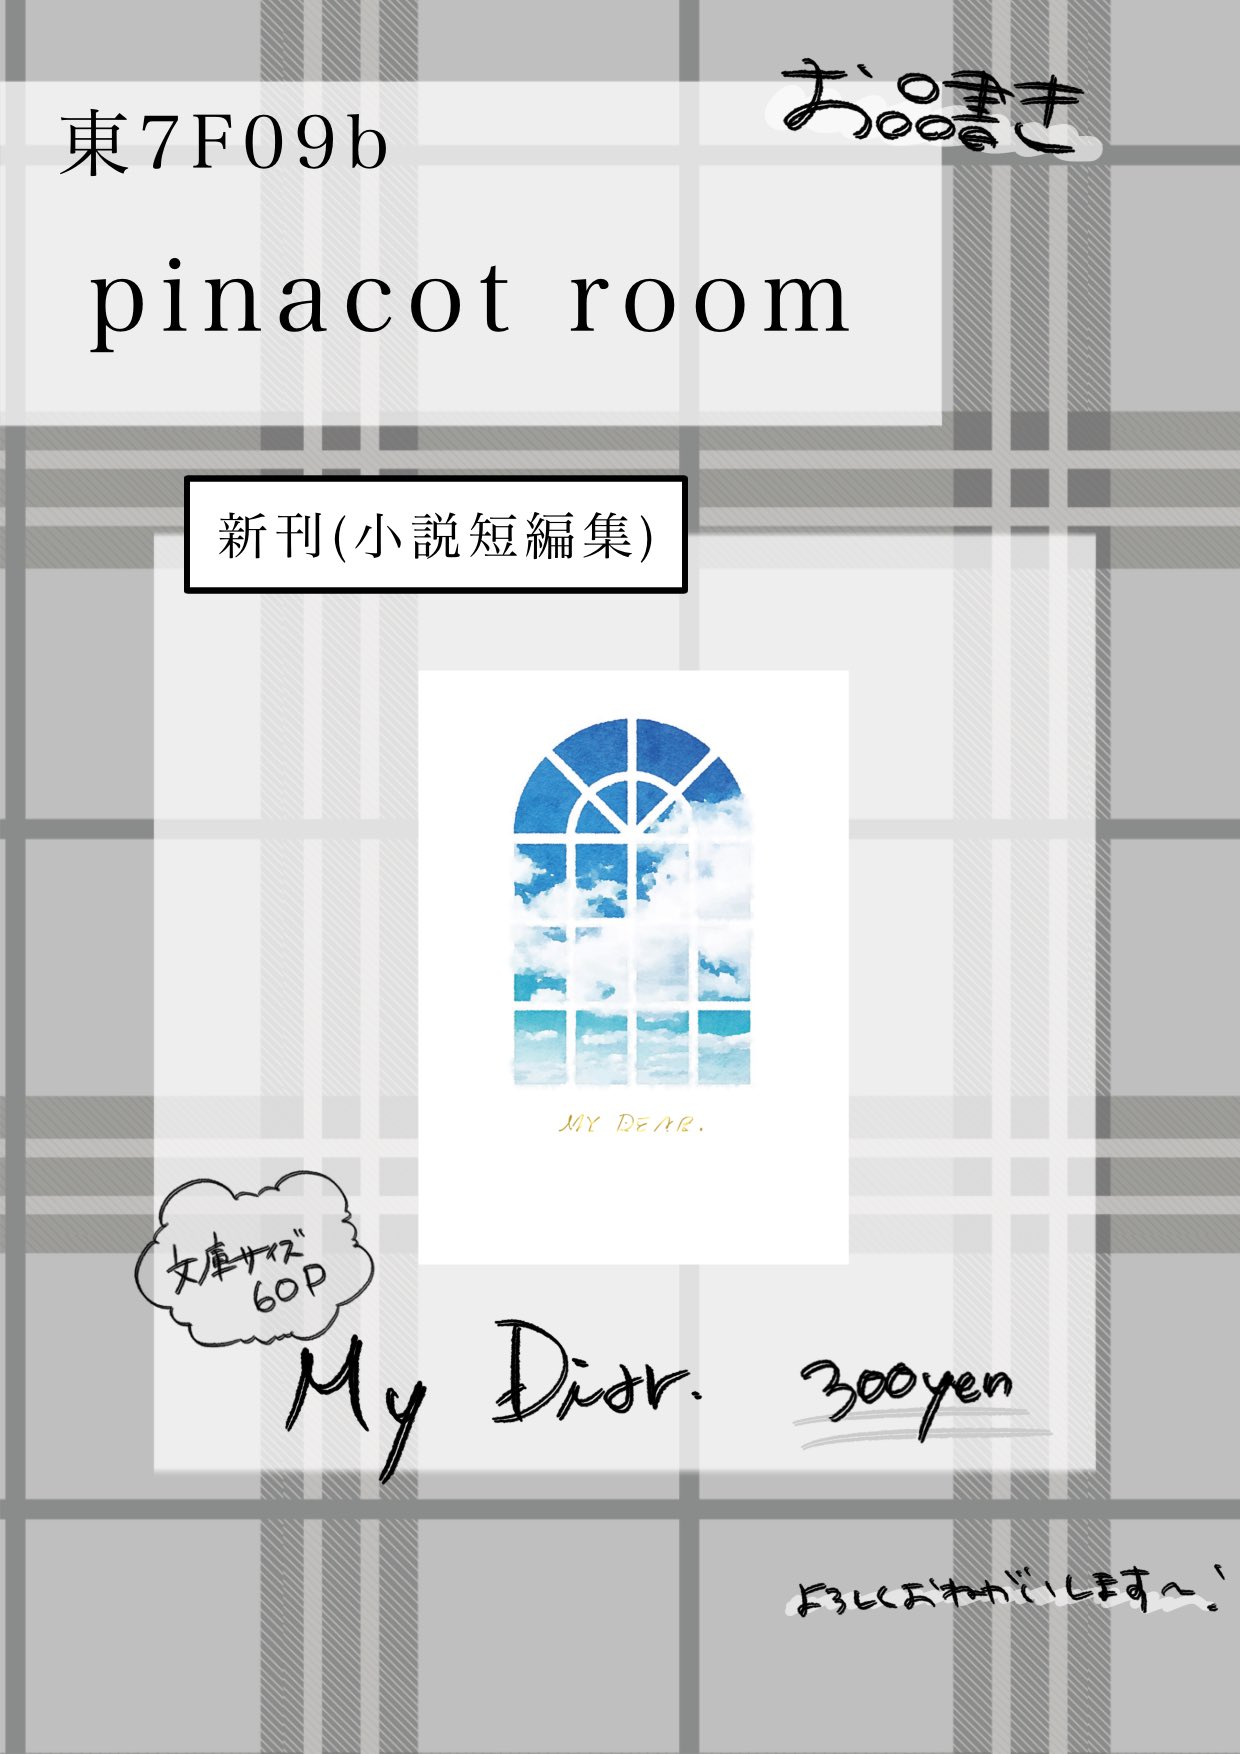 お品書き
東7F09b
pinacot room
新刊(小説短編集)
MY DEAR.
文庫サイズ
60P
My Diar. 300yen
よろしくおねがいします〜!